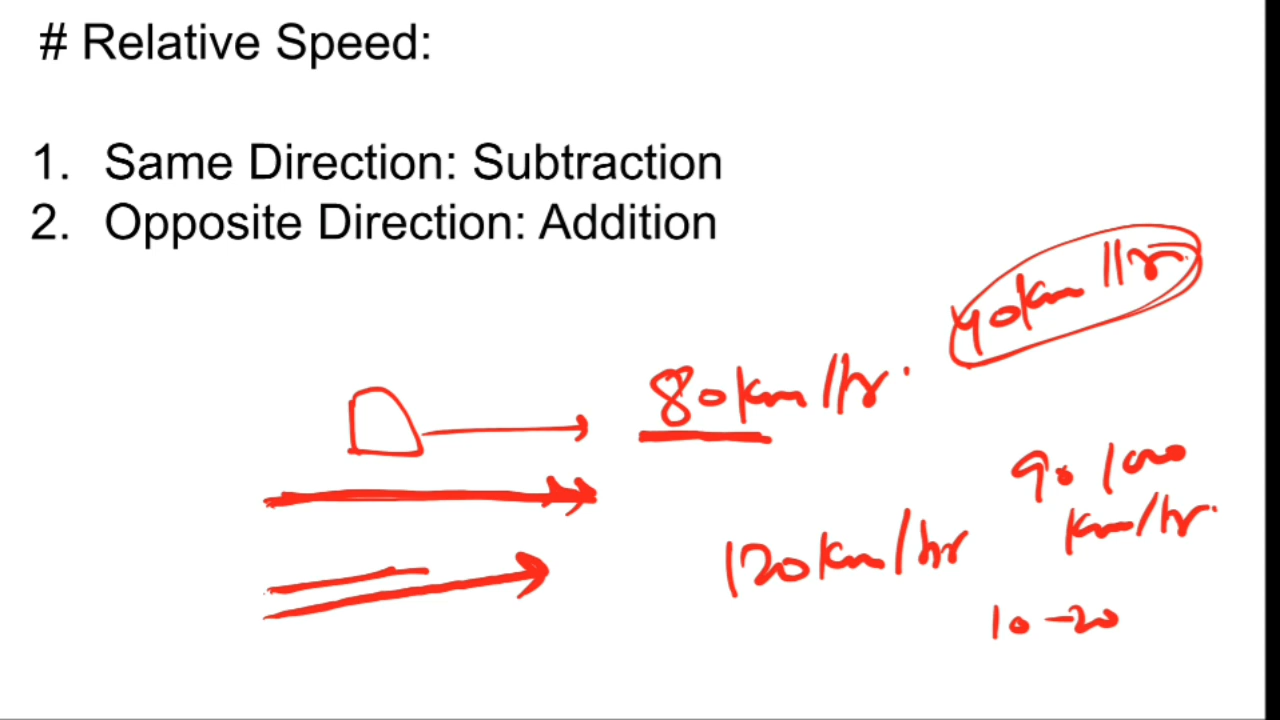 # Relative Speed:
1. Same Direction: Subtraction
2. Opposite Direction: Addition
40km/hr
80km/hr.
90 100
km/hr.
120km/hr
10-20